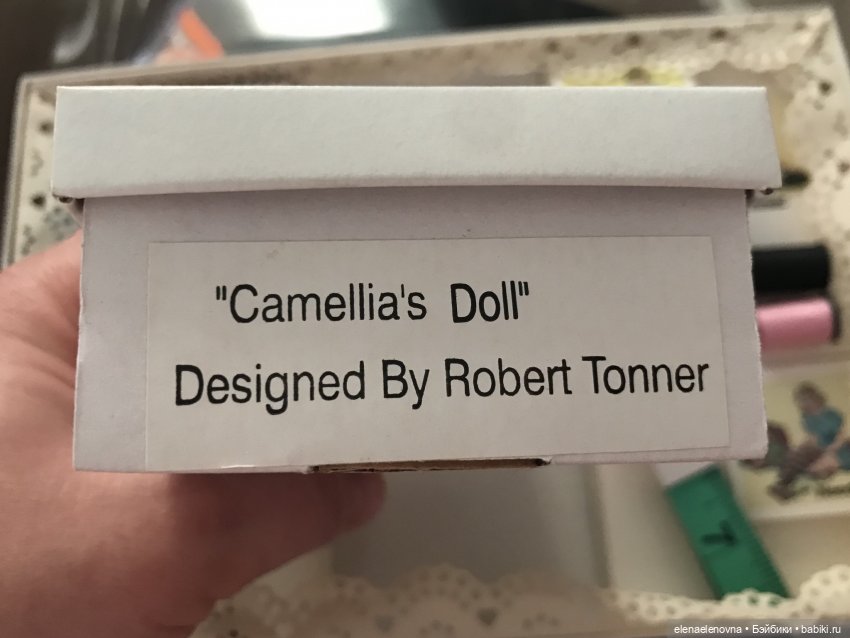 "Camellia's Doll"
Designed By Robert Tonner
elenaelenovna • Бэйбики • babiki.ru